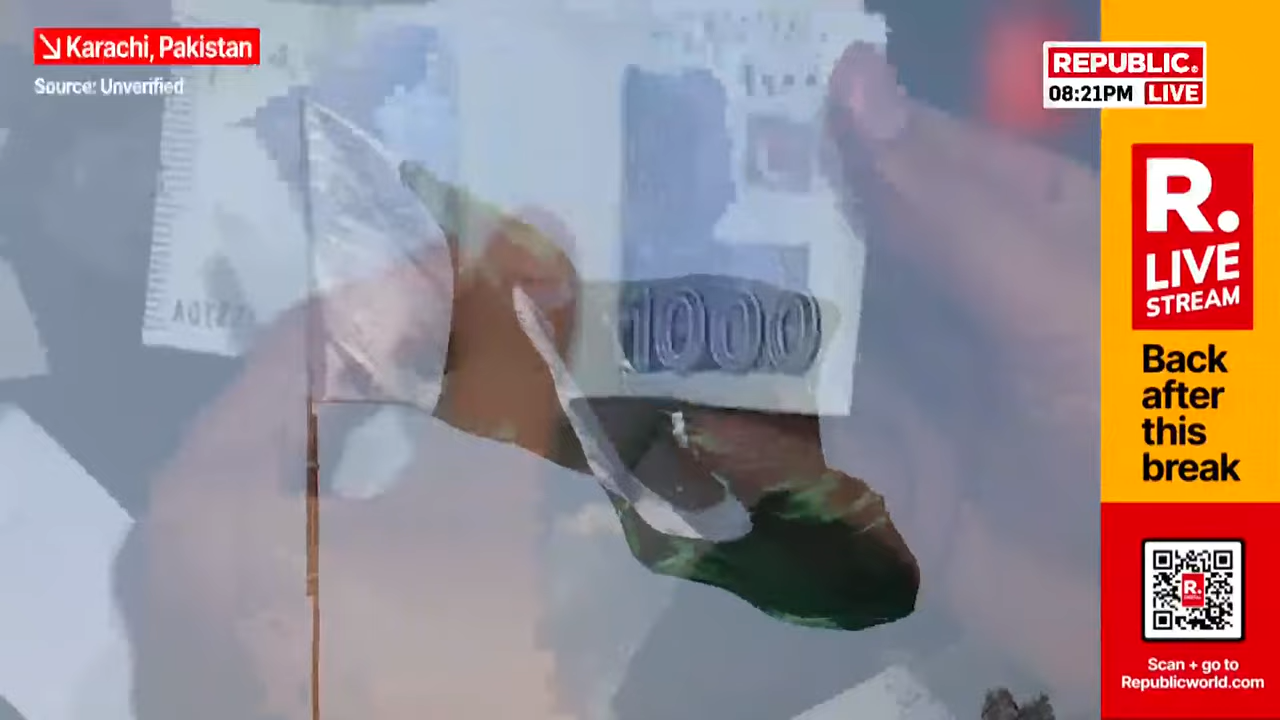 Karachi, Pakistan
Source: Unverified
REPUBLIC.
08:21PM LIVE
1000
R.
LIVE
STREAM
Back
after
this
break
R.
Scan + go to
Republicworld.com